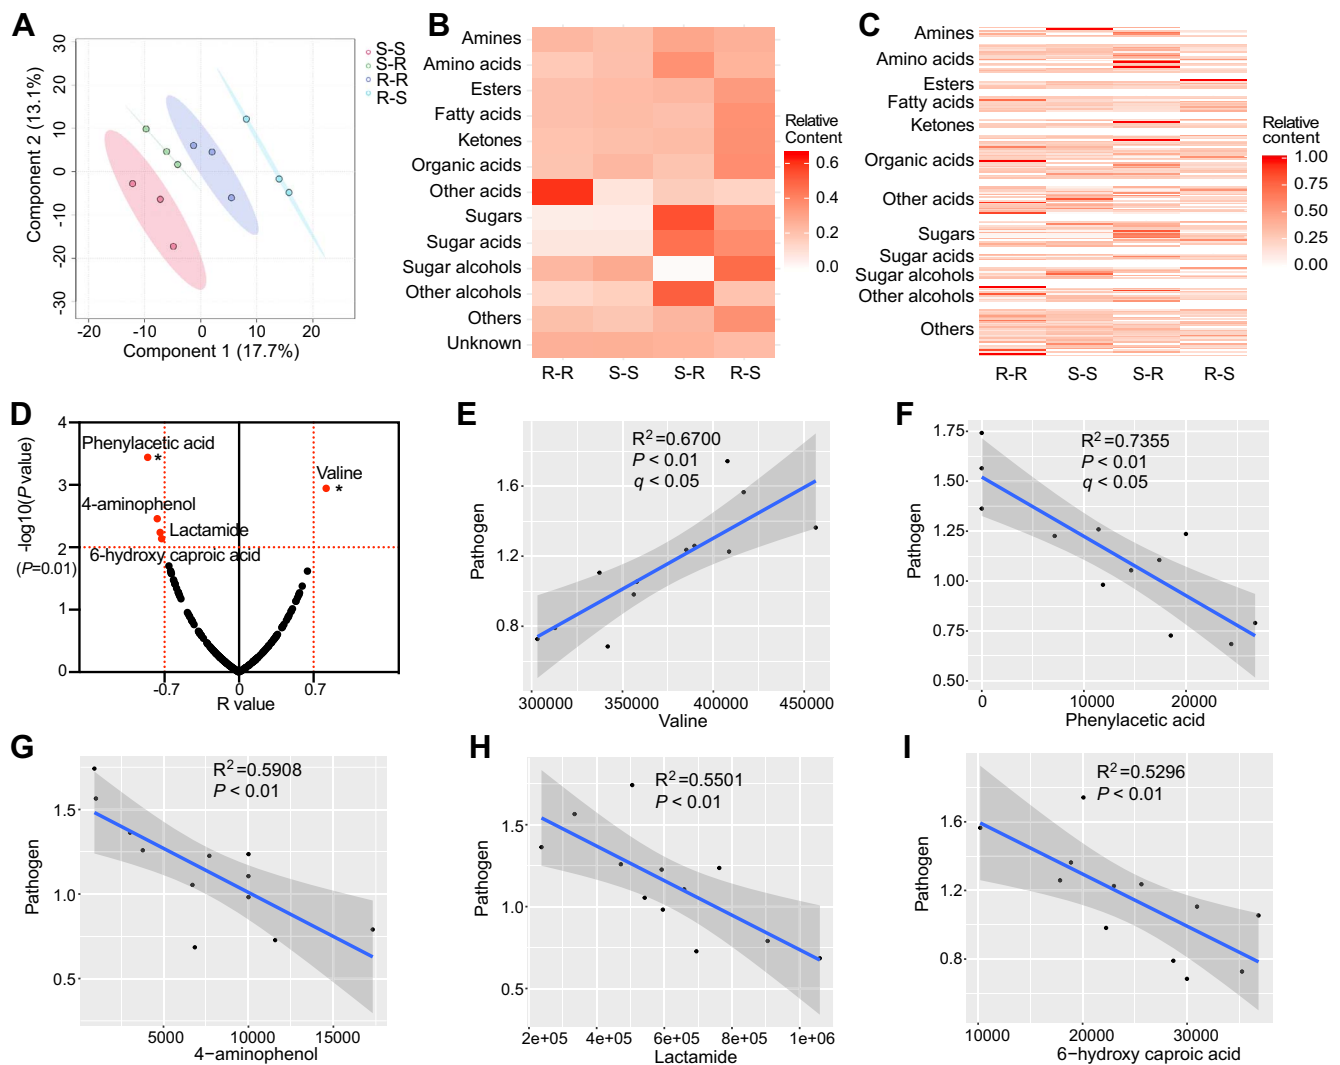 A
Component 2 (13.1%)
30
20
10
0
-10
-20
-30
-20
-10
0
10
20
Component 1 (17.7%)
S-S
S-R
R-R
R-S
B
Amines
Amino acids
Esters
Fatty acids
Ketones
Organic acids
Other acids
Sugars
Sugar acids
Sugar alcohols
Other alcohols
Others
Unknown
R-R
S-S
S-R
R-S
Relative
Content
0.6
0.4
0.2
0.0
C
Amines
Amino acids
Esters
Fatty acids
Ketones
Organic acids
Other acids
Sugars
Sugar acids
Sugar alcohols
Other alcohols
Others
R-R
S-S
S-R
R-S
Relative
content
1.00
0.75
0.50
0.25
0.00
D
-log10(P value)
(P=0.01)
4
3
2
1
0
Phenylacetic acid
*
Valine
*
4-aminophenol
Lactamide
6-hydroxy caproic acid
-0.7
0
0.7
R value
E
Pathogen
1.6
1.2
0.8
R2=0.6700
P < 0.01
q < 0.05
300000
350000
400000
450000
Valine
F
Pathogen
1.75
1.50
1.25
1.00
0.75
0.50
R2=0.7355
P < 0.01
q < 0.05
0
10000
20000
Phenylacetic acid
G
Pathogen
1.5
1.0
0.5
R2=0.5908
P < 0.01
5000
10000
15000
4−aminophenol
H
Pathogen
1.5
1.0
0.5
R2=0.5501
P < 0.01
2e+05
4e+05
6e+05
8e+05
1e+06
Lactamide
I
Pathogen
1.6
1.2
0.8
R2=0.5296
P < 0.01
10000
20000
30000
6−hydroxy caproic acid